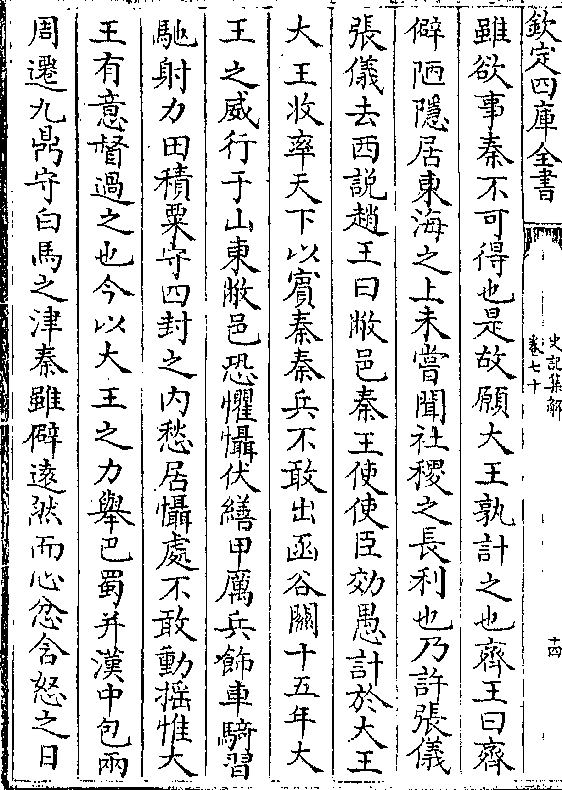 欽定四庫全書
史記集解
卷七十
十四
雖欲事秦不可得也是故願大王孰計之也齊王曰齊
僻陋隱居東海之上未嘗聞社稷之長利也乃許張儀
張儀去西說趙王曰敝邑秦王使使臣効愚計於大王
大王收率天下以賔秦秦兵不敢出函谷關十五年大
王之威行于山東敝邑恐懼懾伏繕甲厲兵飾車騎習
馳射力田積粟守四封之内愁居懾處不敢動摇惟大
王有意督過之也今以大王之力舉巴蜀并漢中包兩
周遷九鼎守白馬之津秦雖僻逺然而心忿含怒之日